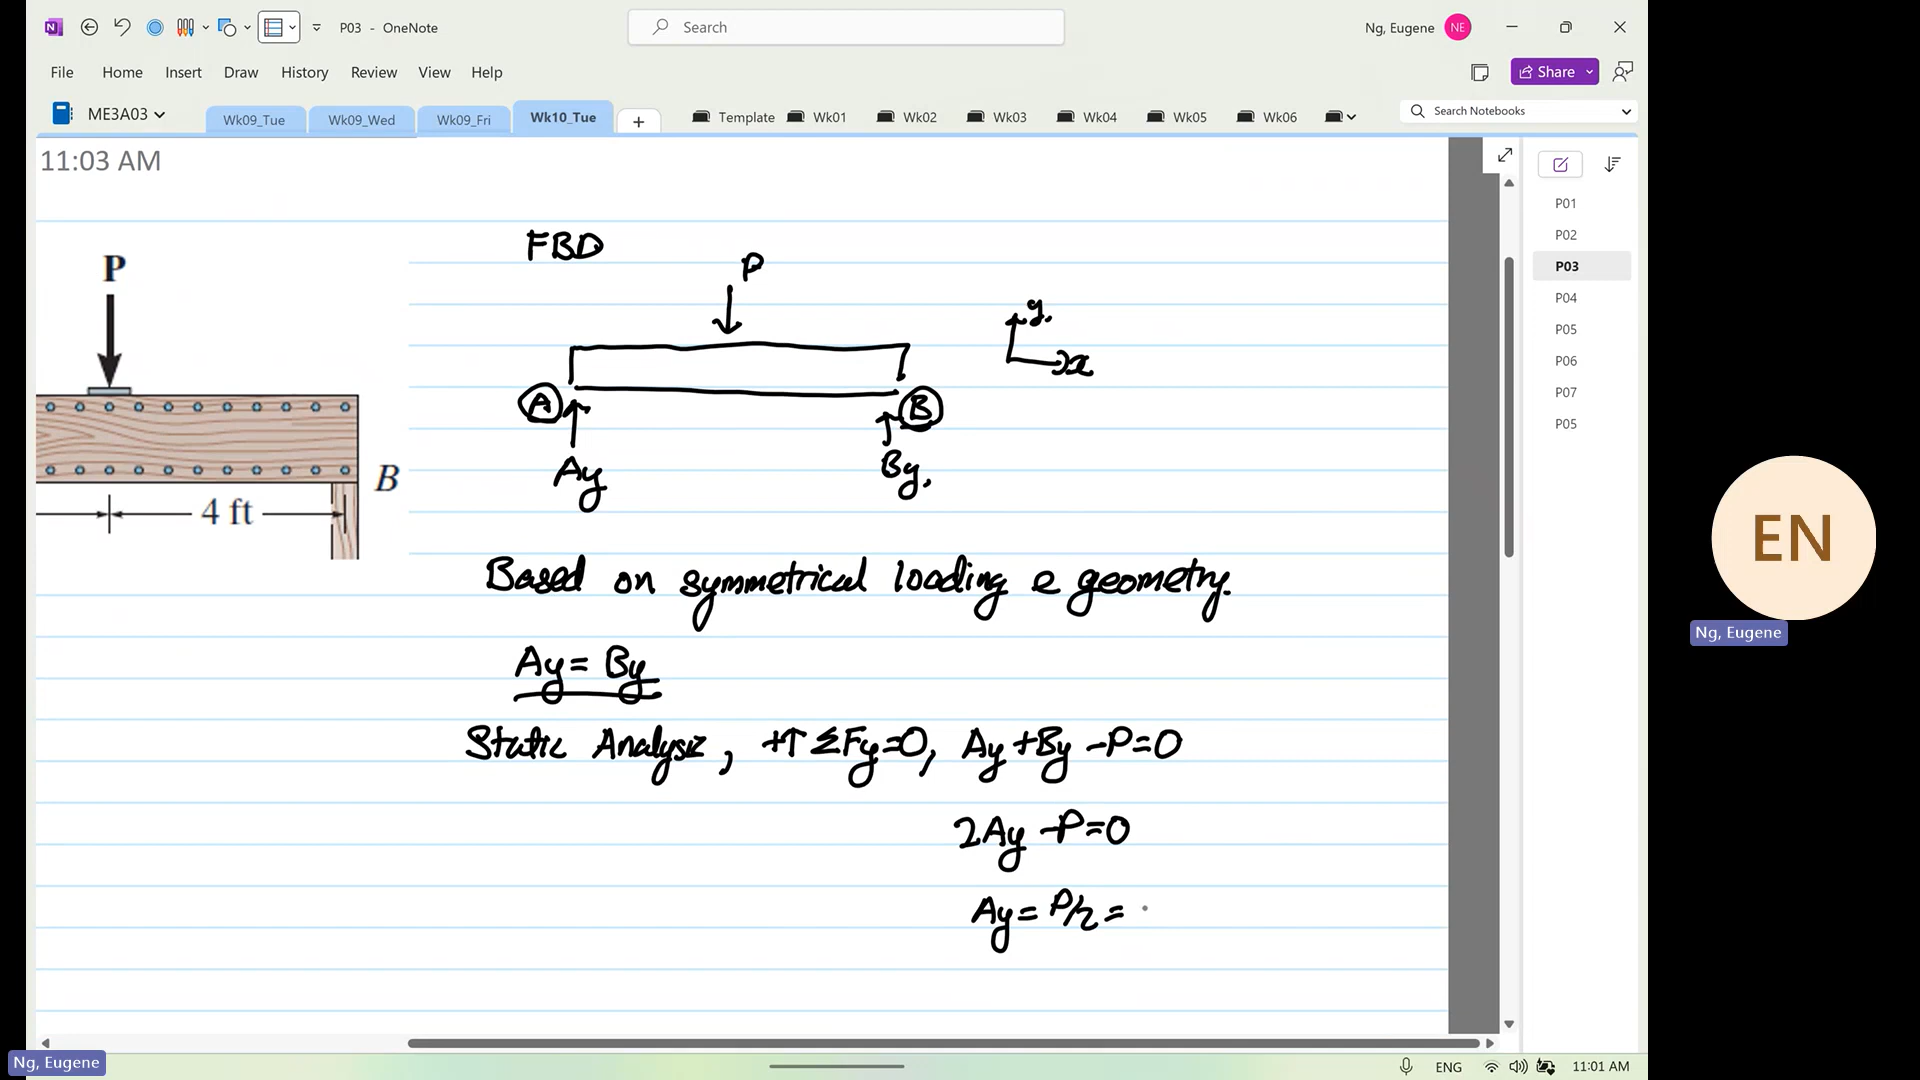 P03 - OneNote
Search
Ng, Eugene
NE
File Home Insert Draw History Review View Help
Share
ME3A03
Wk09_Tue Wk09_Wed Wk09_Fri Wk10_Tue + Template Wk01 Wk02 Wk03 Wk04 Wk05 Wk06
Search Notebooks
11:03 AM
P01
P02
P03
P04
P05
P06
P07
P05
P
B
4 ft
FBD
P
y.
x
A
B
Ay
By.
Based on symmetrical loading e geometry.
Ay = By
Static Analysis, +↑ ΣFy=0, Ay+By-P=0
2Ay-P=0
Ay= P/2 =
EN
Ng, Eugene
Ng, Eugene
ENG
11:01 AM